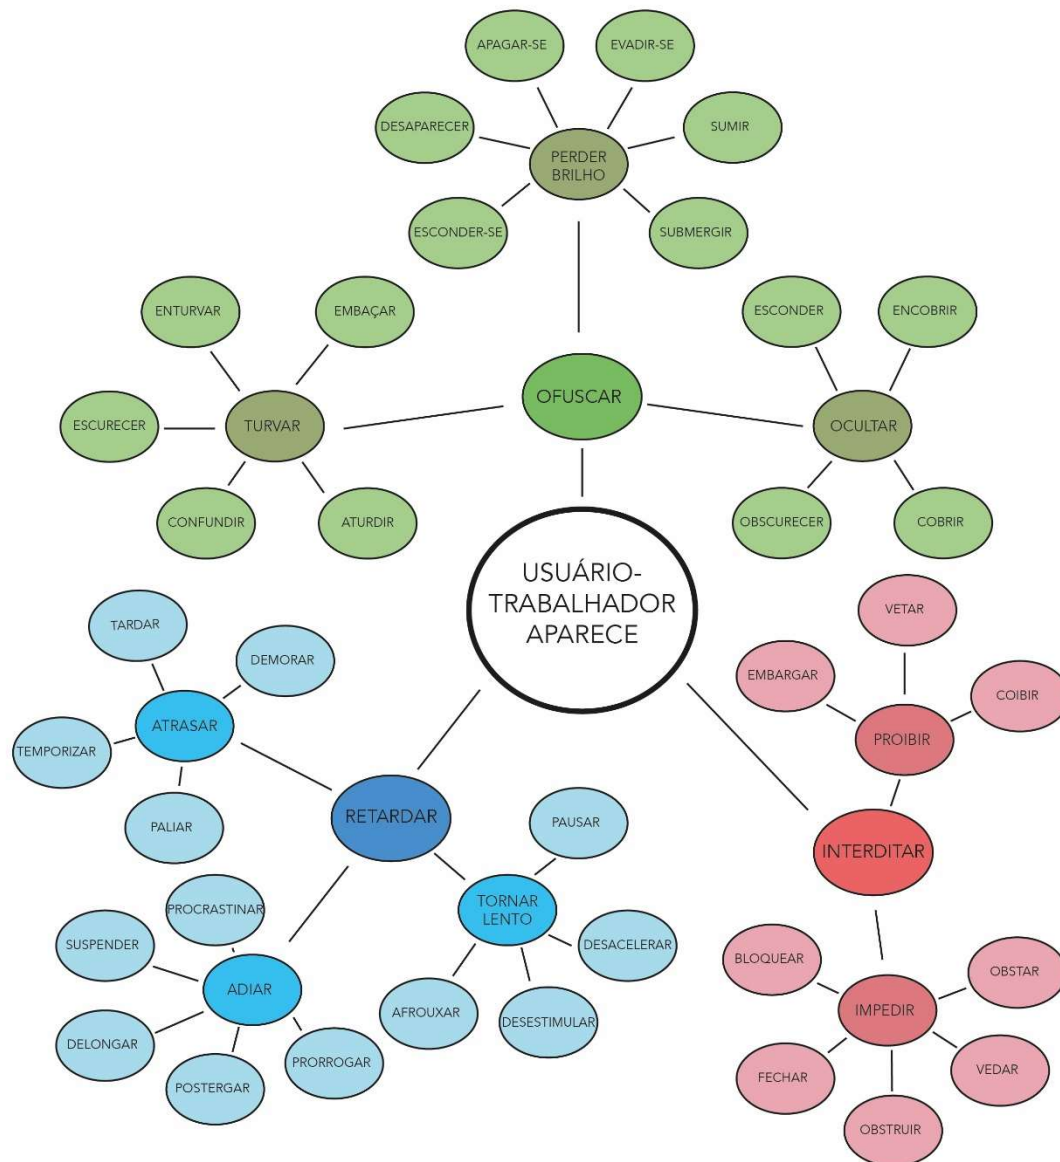 APAGAR-SE
EVADIR-SE
DESAPARECER
SUMIR
PERDER
BRILHO
ESCONDER-SE
SUBMERGIR
ENTURVAR
EMBAÇAR
ESCONDER
ENCOBRIR
OFUSCAR
ESCURECER
TURVAR
OCULTAR
CONFUNDIR
ATURDIR
OBSCURECER
COBRIR
USUÁRIO-
TRABALHADOR
APARECE
VETAR
TARDAR
DEMORAR
EMBARGAR
COIBIR
ATRASAR
PROIBIR
TEMPORIZAR
PALIAR
RETARDAR
PAUSAR
INTERDITAR
PROCRASTINAR
TORNAR
LENTO
SUSPENDER
DESACELERAR
BLOQUEAR
OBSTAR
ADIAR
AFROUXAR
DESESTIMULAR
IMPEDIR
DELONGAR
PRORROGAR
POSTERGAR
FECHAR
VEDAR
OBSTRUIR